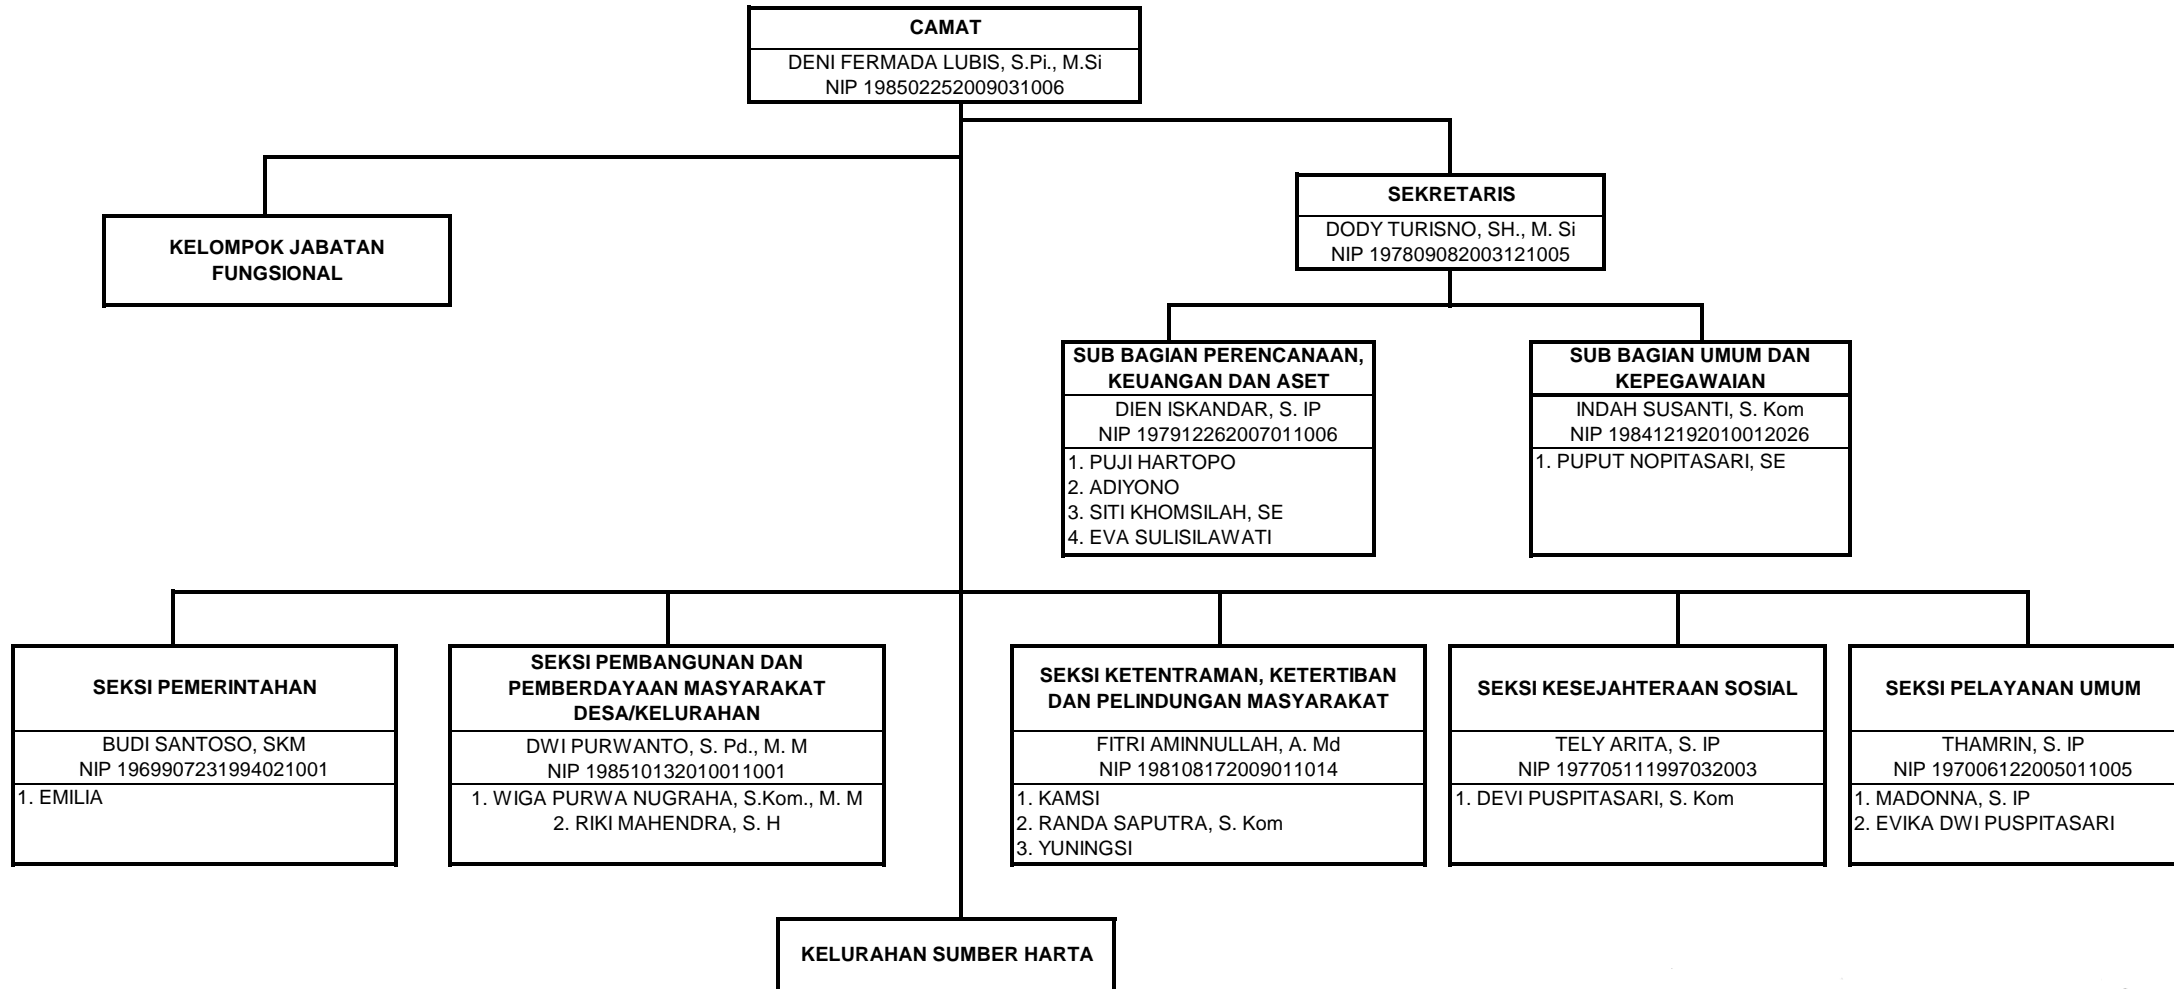 CAMAT
DENI FERMADA LUBIS, S.Pi., M.Si
NIP 198502252009031006
SEKRETARIS
DODY TURISNO, SH., M. Si
NIP 197809082003121005
KELOMPOK JABATAN
FUNGSIONAL
SUB BAGIAN PERENCANAAN,
KEUANGAN DAN ASET
DIEN ISKANDAR, S. IP
NIP 197912262007011006
1. PUJI HARTOPO
2. ADIYONO
3. SITI KHOMSILAH, SE
4. EVA SULISILAWATI
SUB BAGIAN UMUM DAN
KEPEGAWAIAN
INDAH SUSANTI, S. Kom
NIP 198412192010012026
1. PUPUT NOPITASARI, SE
SEKSI PEMERINTAHAN
BUDI SANTOSO, SKM
NIP 1969907231994021001
1. EMILIA
SEKSI PEMBANGUNAN DAN
PEMBERDAYAAN MASYARAKAT
DESA/KELURAHAN
DWI PURWANTO, S. Pd., M. M
NIP 198510132010011001
1. WIGA PURWA NUGRAHA, S.Kom., M. M
2. RIKI MAHENDRA, S. H
SEKSI KETENTRAMAN, KETERTIBAN
DAN PELINDUNGAN MASYARAKAT
FITRI AMINNULLAH, A. Md
NIP 198108172009011014
1. KAMSI
2. RANDA SAPUTRA, S. Kom
3. YUNINGSI
SEKSI KESEJAHTERAAN SOSIAL
TELY ARITA, S. IP
NIP 197705111997032003
1. DEVI PUSPITASARI, S. Kom
SEKSI PELAYANAN UMUM
THAMRIN, S. IP
NIP 197006122005011005
1. MADONNA, S. IP
2. EVIKA DWI PUSPITASARI
KELURAHAN SUMBER HARTA